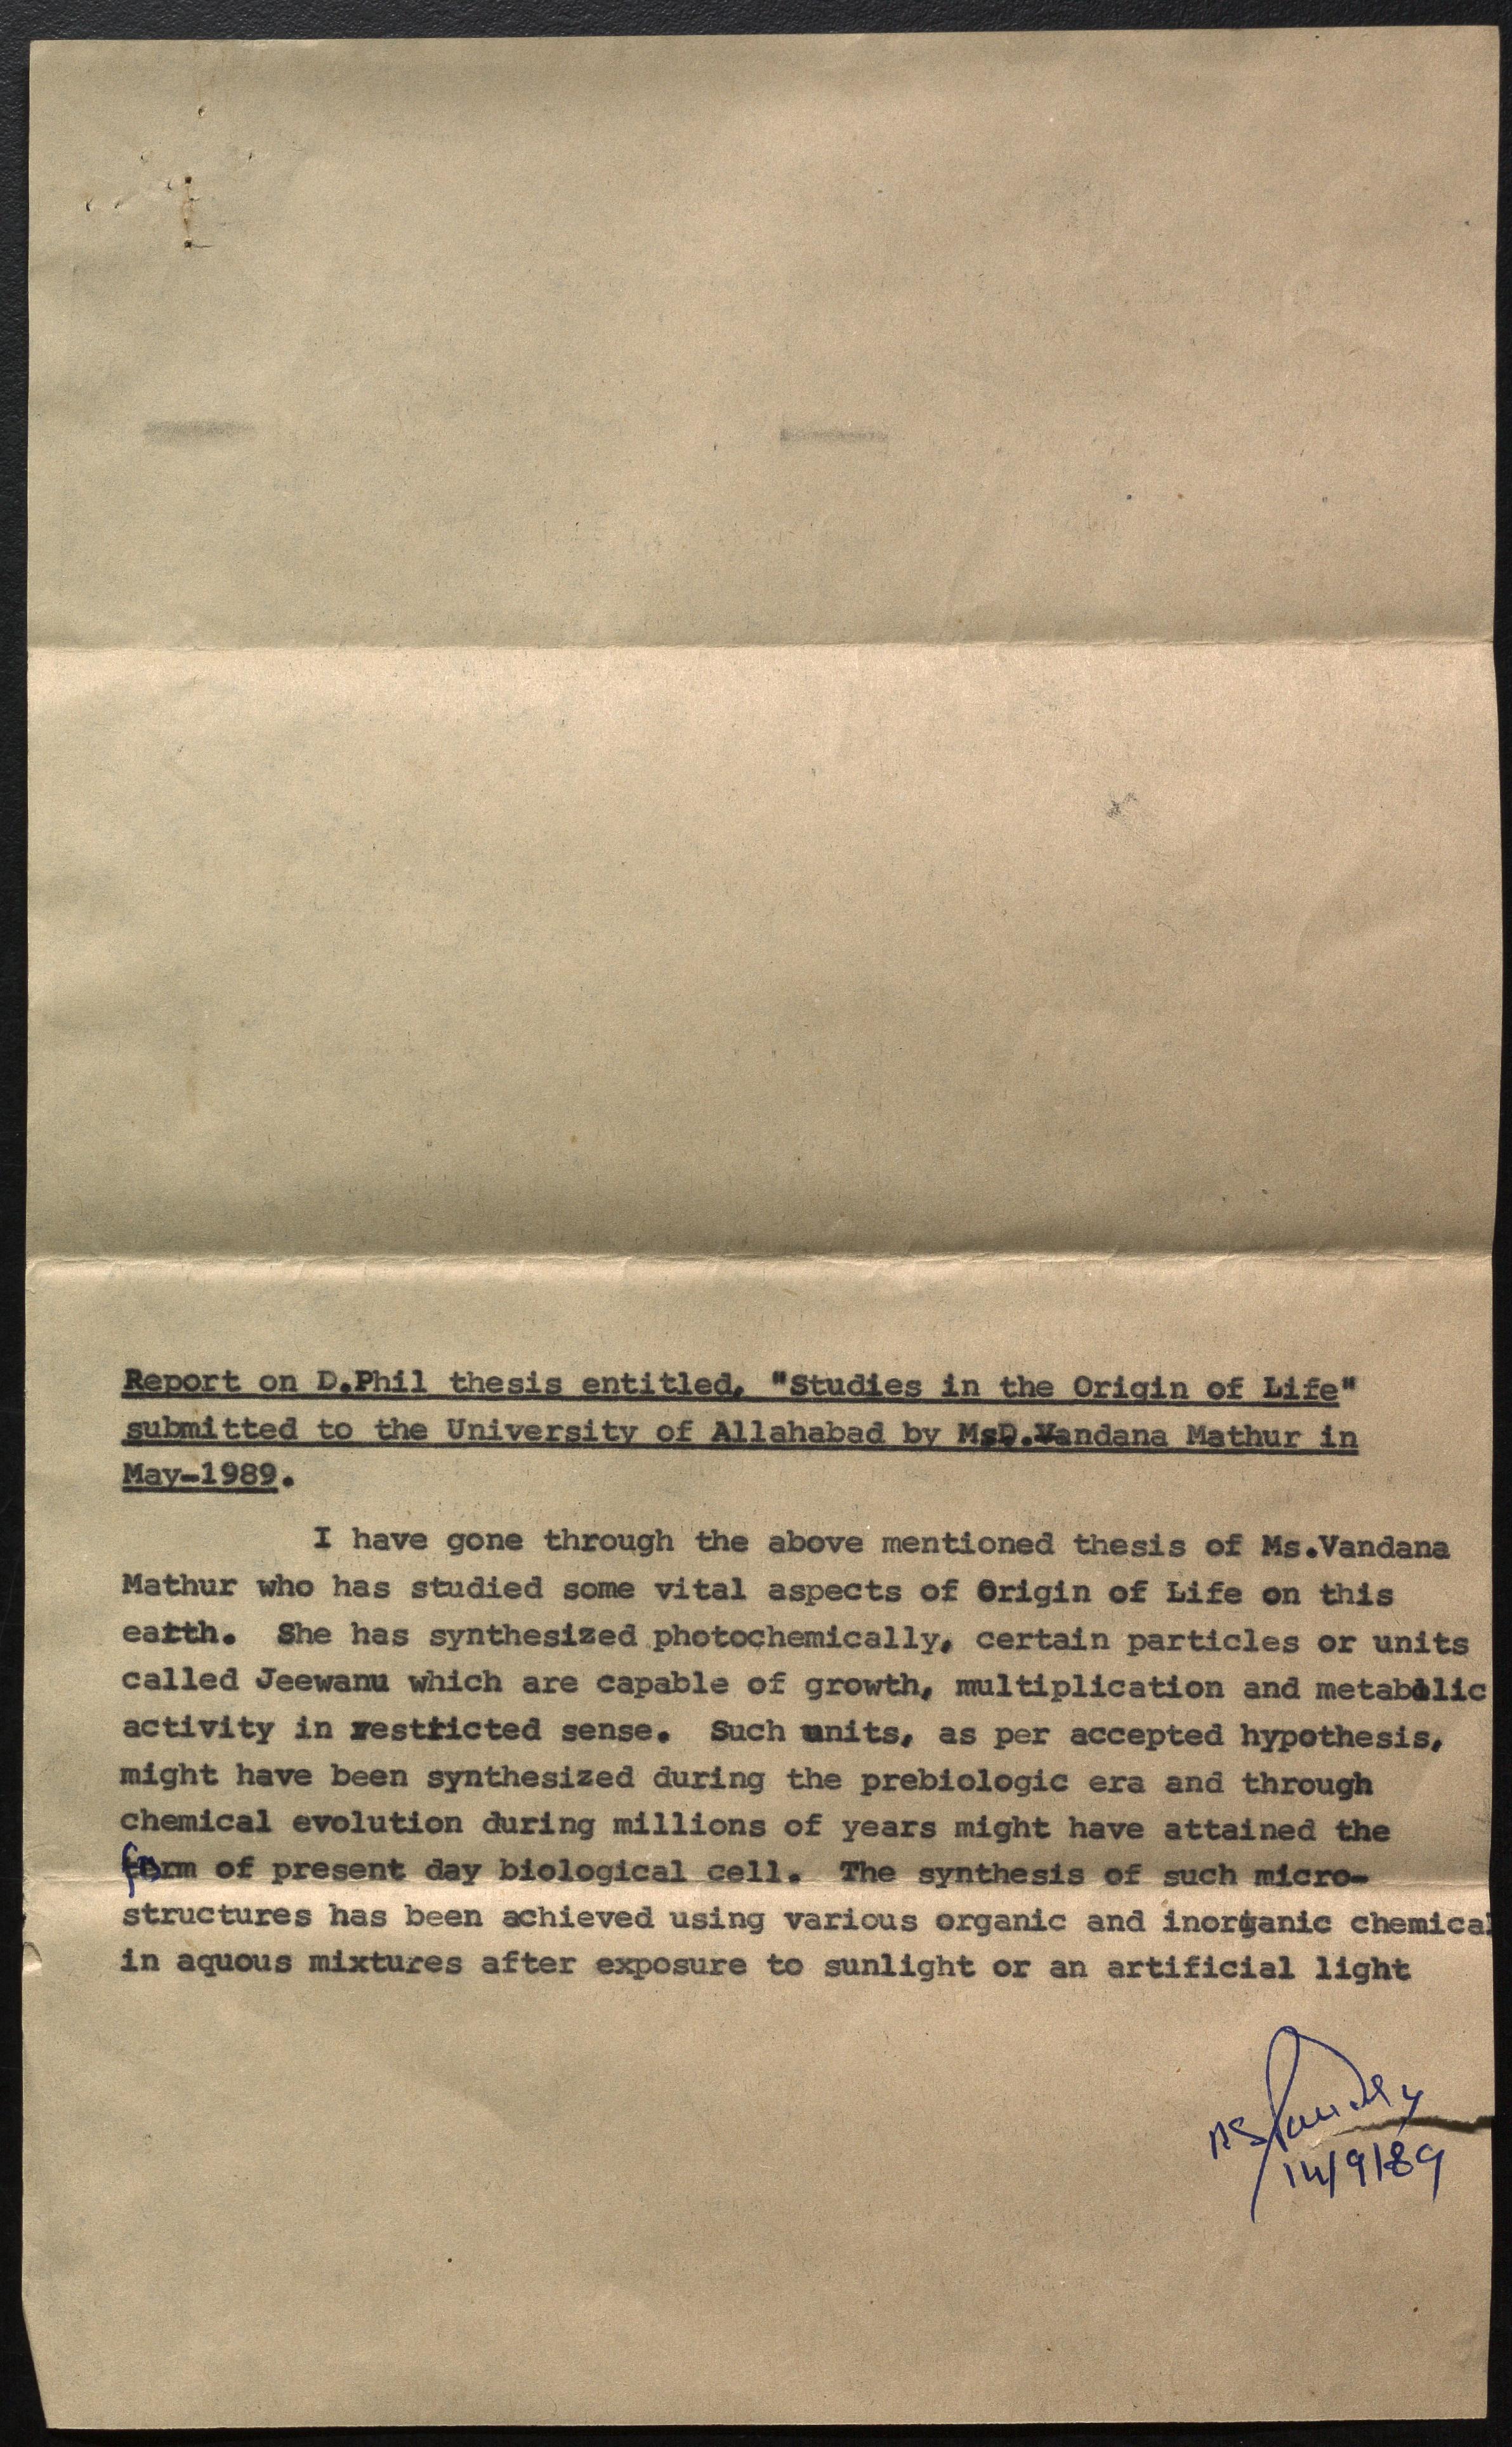 Report on D.Phil thesis entitled, "Studies in the Origin of Life"
submitted to the University of Allahabad by MsD.Vandana Mathur in
May-1989.
I have gone through the above mentioned thesis of Ms.Vandana
Mathur who has studied some vital aspects of Origin of Life on this
earth. She has synthesized photochemically, certain particles or units
called Jeewanu which are capable of growth, multiplication and metabolic
activity in restricted sense. Such units, as per accepted hypothesis,
might have been synthesized during the prebiologic era and through
chemical evolution during millions of years might have attained the
form of present day biological cell. The synthesis of such micro-
structures has been achieved using various organic and inorganic chemical
in aquous mixtures after exposure to sunlight or an artificial light
14/9/89